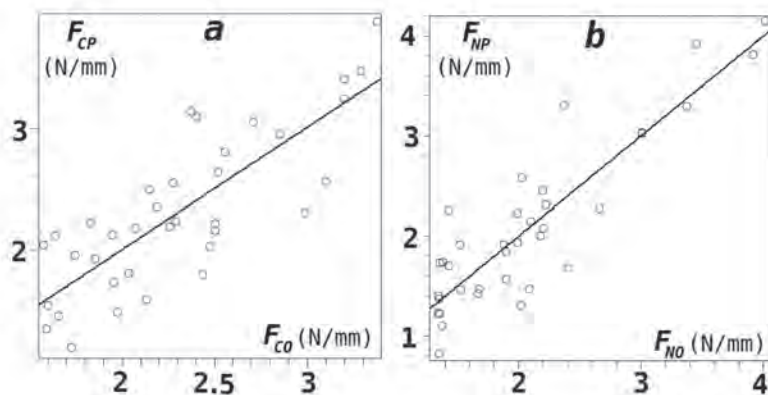 F_CP a
(N/mm)
3
2
F_CO (N/mm)
2 2.5 3
4 F_NP b
(N/mm)
3
2
1
F_NO (N/mm)
2 3 4